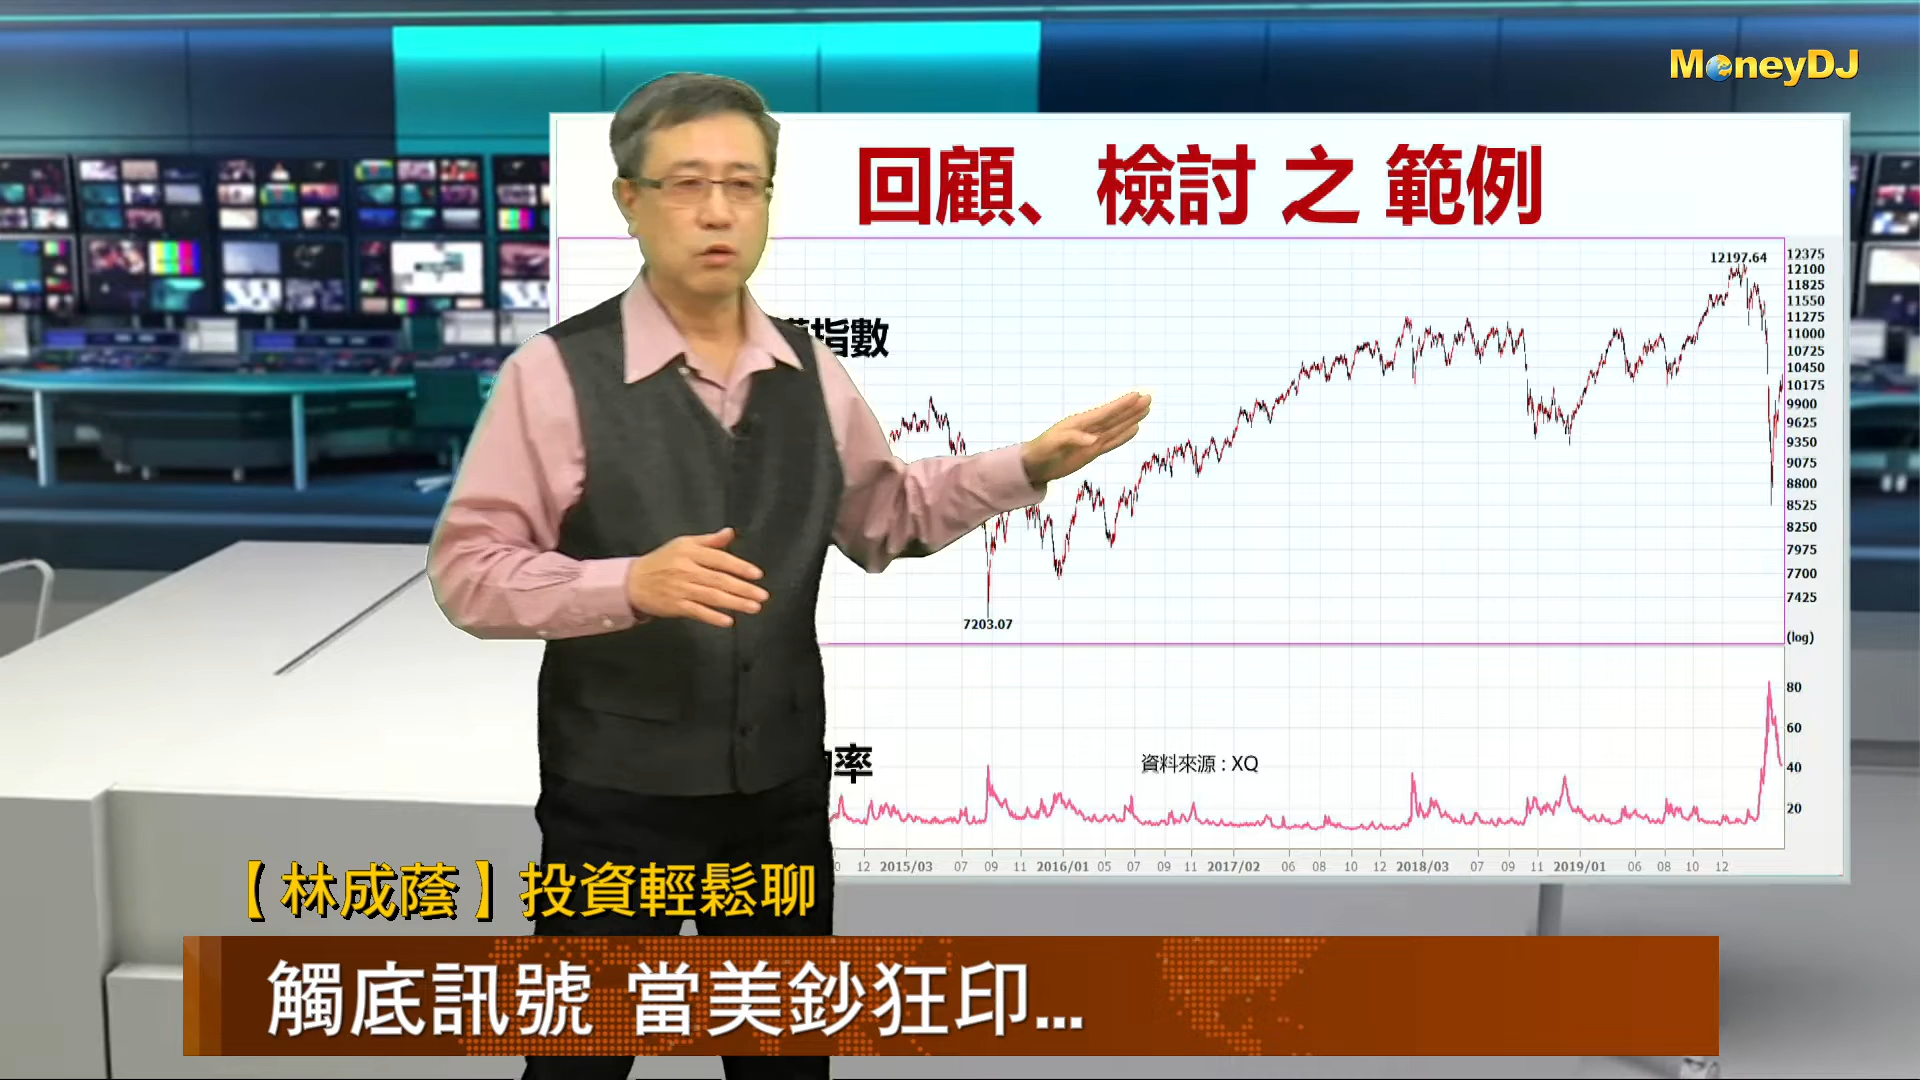 MoneyDJ
回顧、檢討 之 範例
12197.64
12375
12100
11825
11550
11275
11000
10725
10450
10175
9900
9625
9350
9075
8800
8525
8250
7975
7700
7425
(log)
指數
7203.07
80
60
40
20
率
資料來源 : XQ
12 2015/03 07 09 11 2016/01 05 07 09 11 2017/02 06 08 10 12 2018/03 07 09 11 2019/01 06 08 10 12
【林成蔭】投資輕鬆聊
觸底訊號 當美鈔狂印...